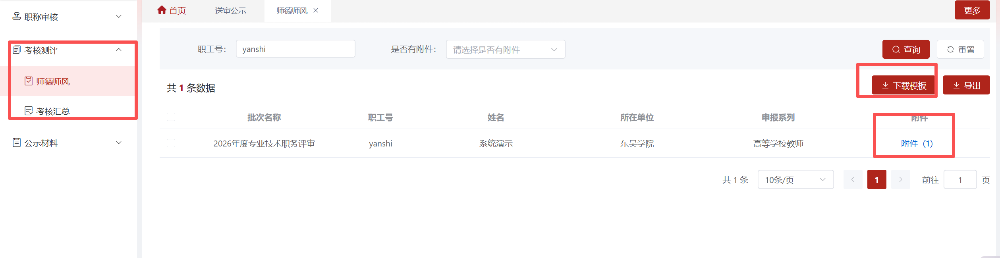 职称审核
考核测评
师德师风
考核汇总
公示材料
首页 送审公示 师德师风 更多
职工号： yanshi 是否有附件： 请选择是否有附件 查询 重置
共 1 条数据 下载模板 导出
批次名称 职工号 姓名 所在单位 申报系列 附件
2026年度专业技术职务评审 yanshi 系统演示 东吴学院 高等学校教师 附件（1）
共 1 条 10条/页 1 前往 1 页